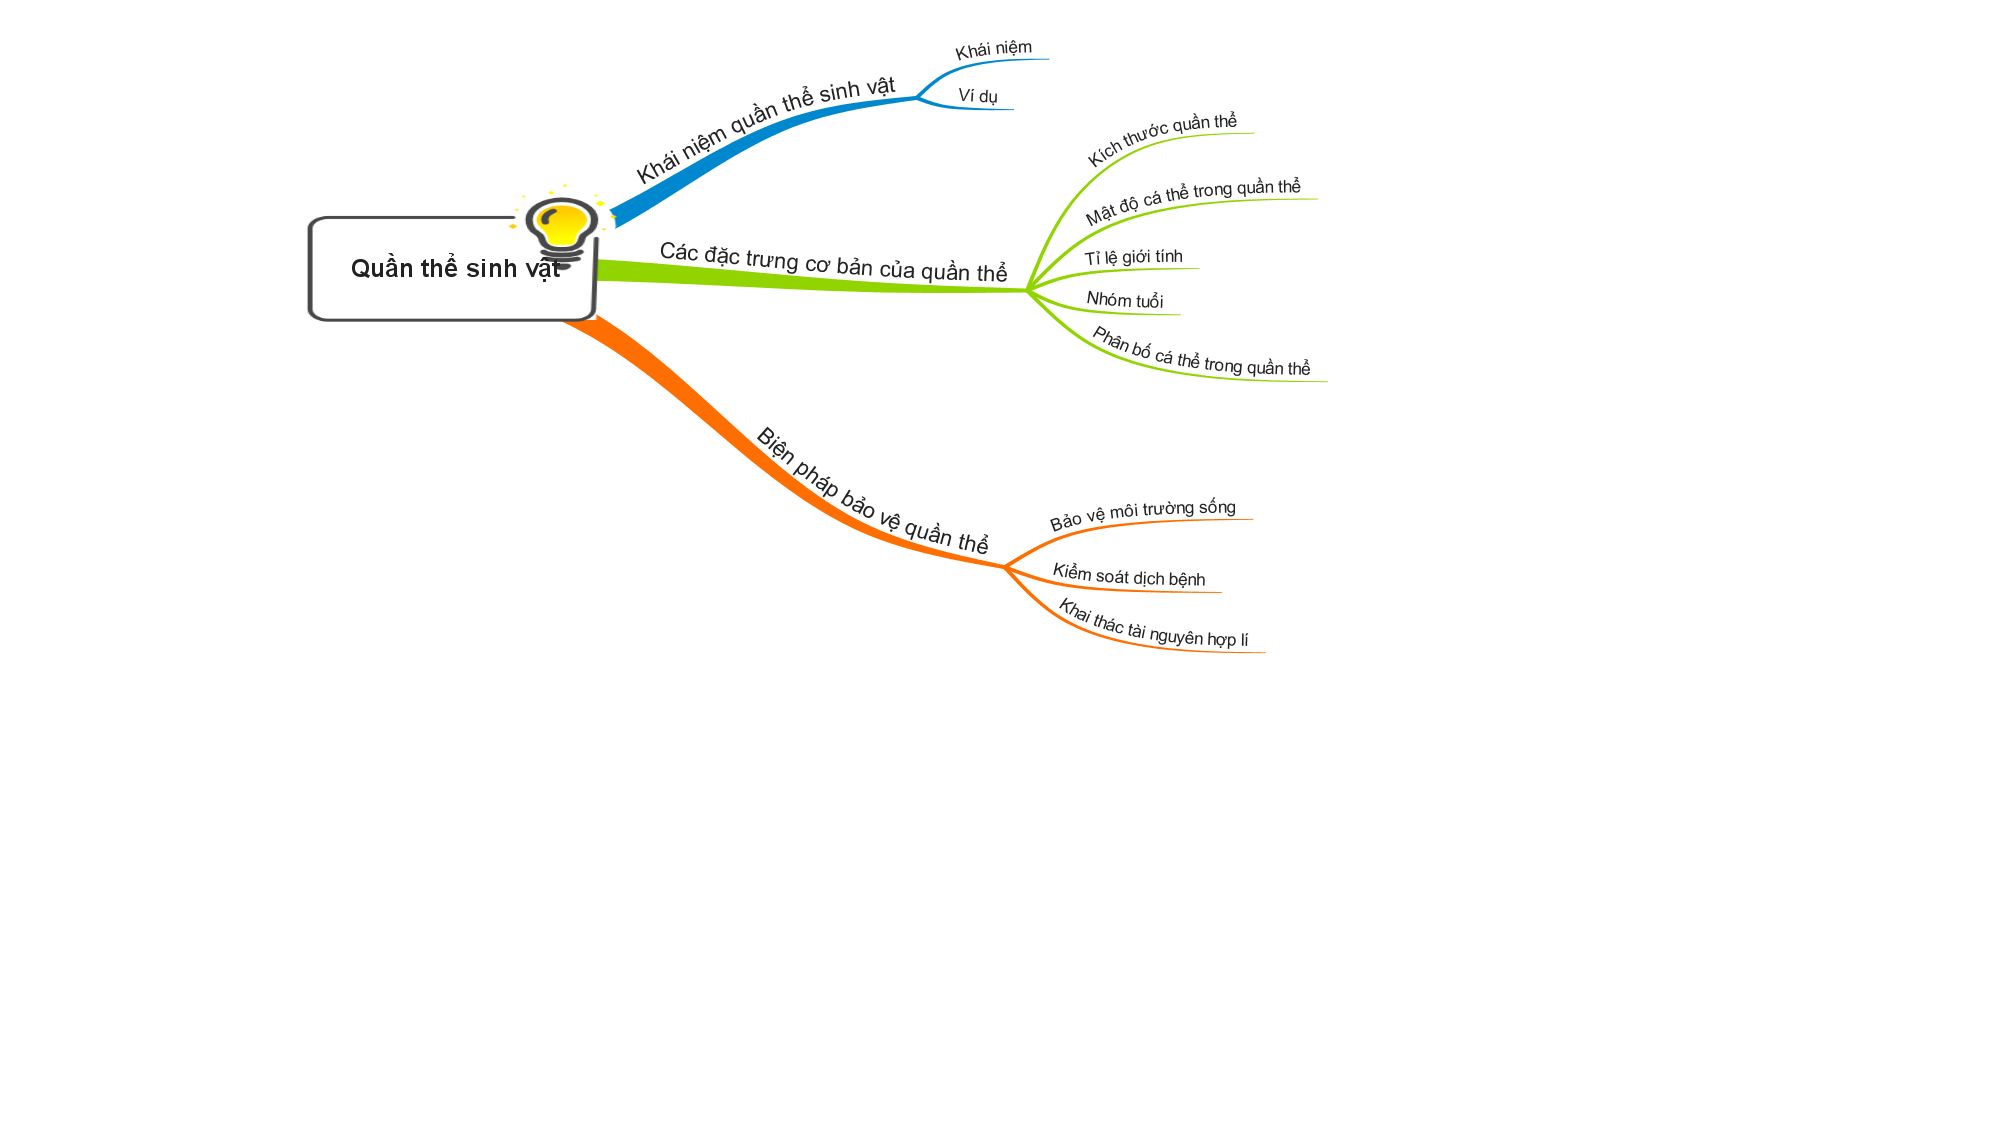 Quần thể sinh vật
Khái niệm quần thể sinh vật
Khái niệm
Ví dụ
Các đặc trưng cơ bản của quần thể
Kích thước quần thể
Mật độ cá thể trong quần thể
Tỉ lệ giới tính
Nhóm tuổi
Phân bố cá thể trong quần thể
Biện pháp bảo vệ quần thể
Bảo vệ môi trường sống
Kiểm soát dịch bệnh
Khai thác tài nguyên hợp lí